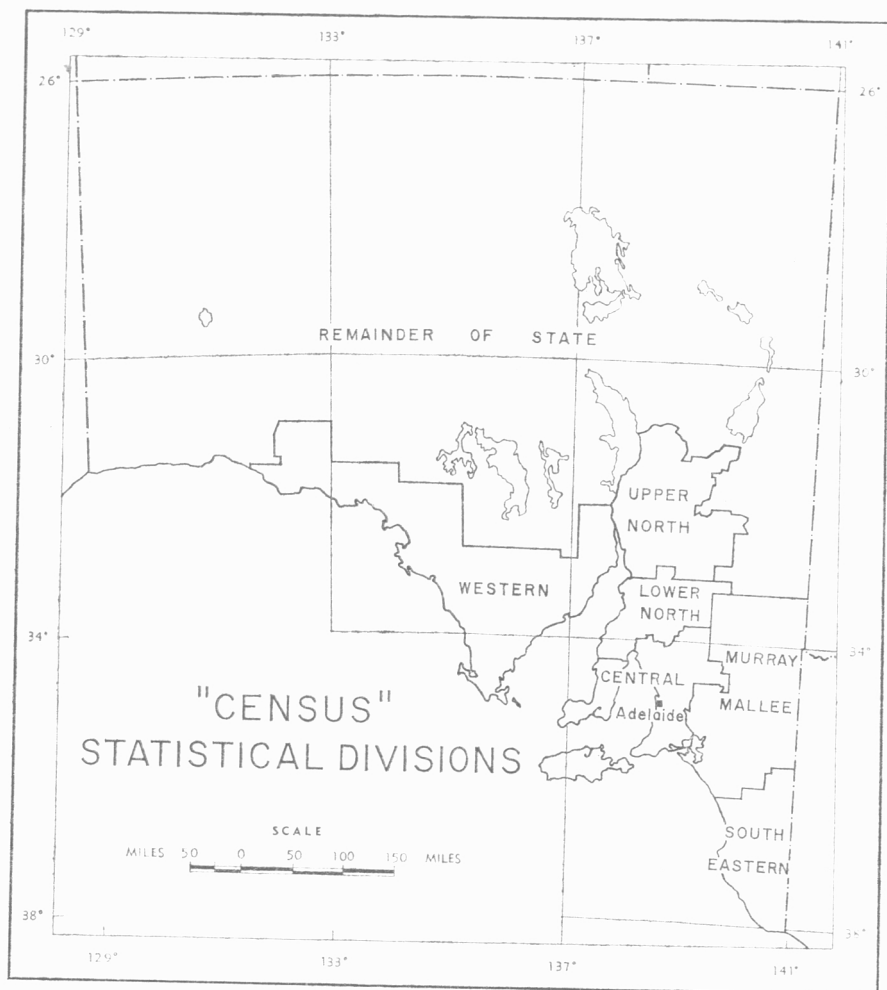 129° 133° 137° 141°
26° 26°
REMAINDER OF STATE
30° 30°
UPPER
NORTH
WESTERN
LOWER
NORTH
34° 34°
MURRAY
CENTRAL
MALLEE
Adelaide
"CENSUS"
STATISTICAL DIVISIONS
SCALE
MILES 50 0 50 100 150 MILES
SOUTH
EASTERN
38° 38°
129° 133° 137° 141°